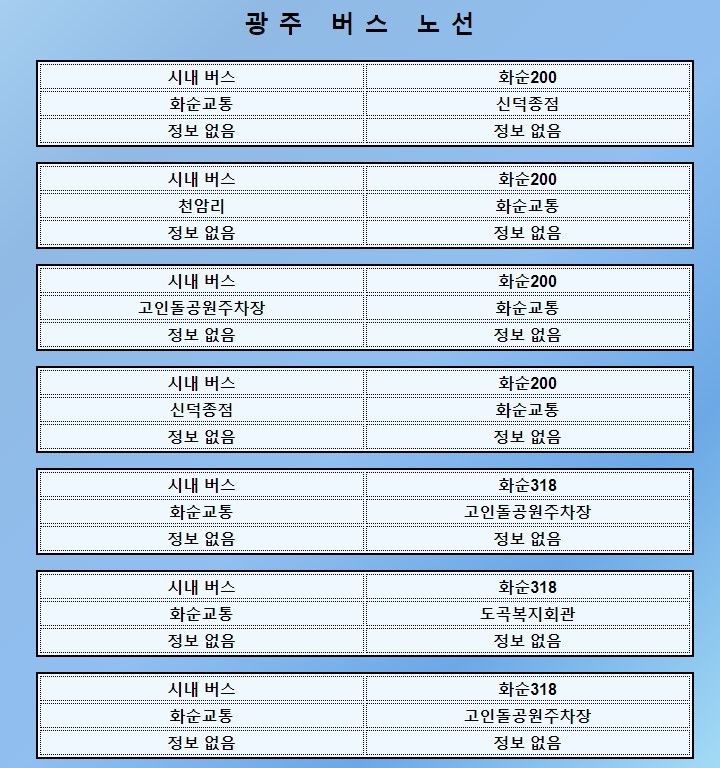 광주 버스 노선
시내 버스 화순200
화순교통 신덕종점
정보 없음 정보 없음
시내 버스 화순200
천암리 화순교통
정보 없음 정보 없음
시내 버스 화순200
고인돌공원주차장 화순교통
정보 없음 정보 없음
시내 버스 화순200
신덕종점 화순교통
정보 없음 정보 없음
시내 버스 화순318
화순교통 고인돌공원주차장
정보 없음 정보 없음
시내 버스 화순318
화순교통 도곡복지회관
정보 없음 정보 없음
시내 버스 화순318
화순교통 고인돌공원주차장
정보 없음 정보 없음